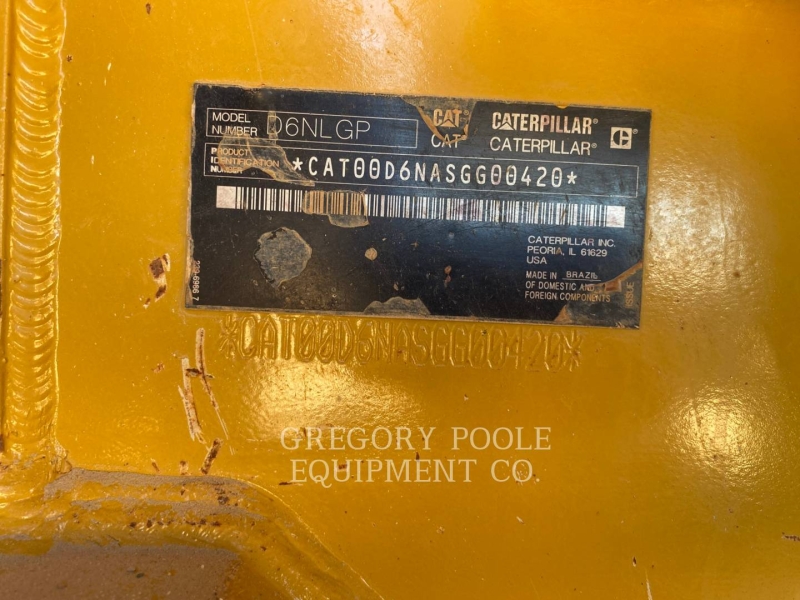 MODEL NUMBER D6NLGP
CAT CATERPILLAR®
CAT CATERPILLAR®
PRODUCT IDENTIFICATION N *CAT00D6NASGG00420*
CATERPILLAR INC.
PEORIA, IL 61629
USA
MADE IN BRAZIL
OF DOMESTIC AND
FOREIGN COMPONENTS
ISSUE
*CAT00D6NASGG00420*
GREGORY POOLE
EQUIPMENT CO.